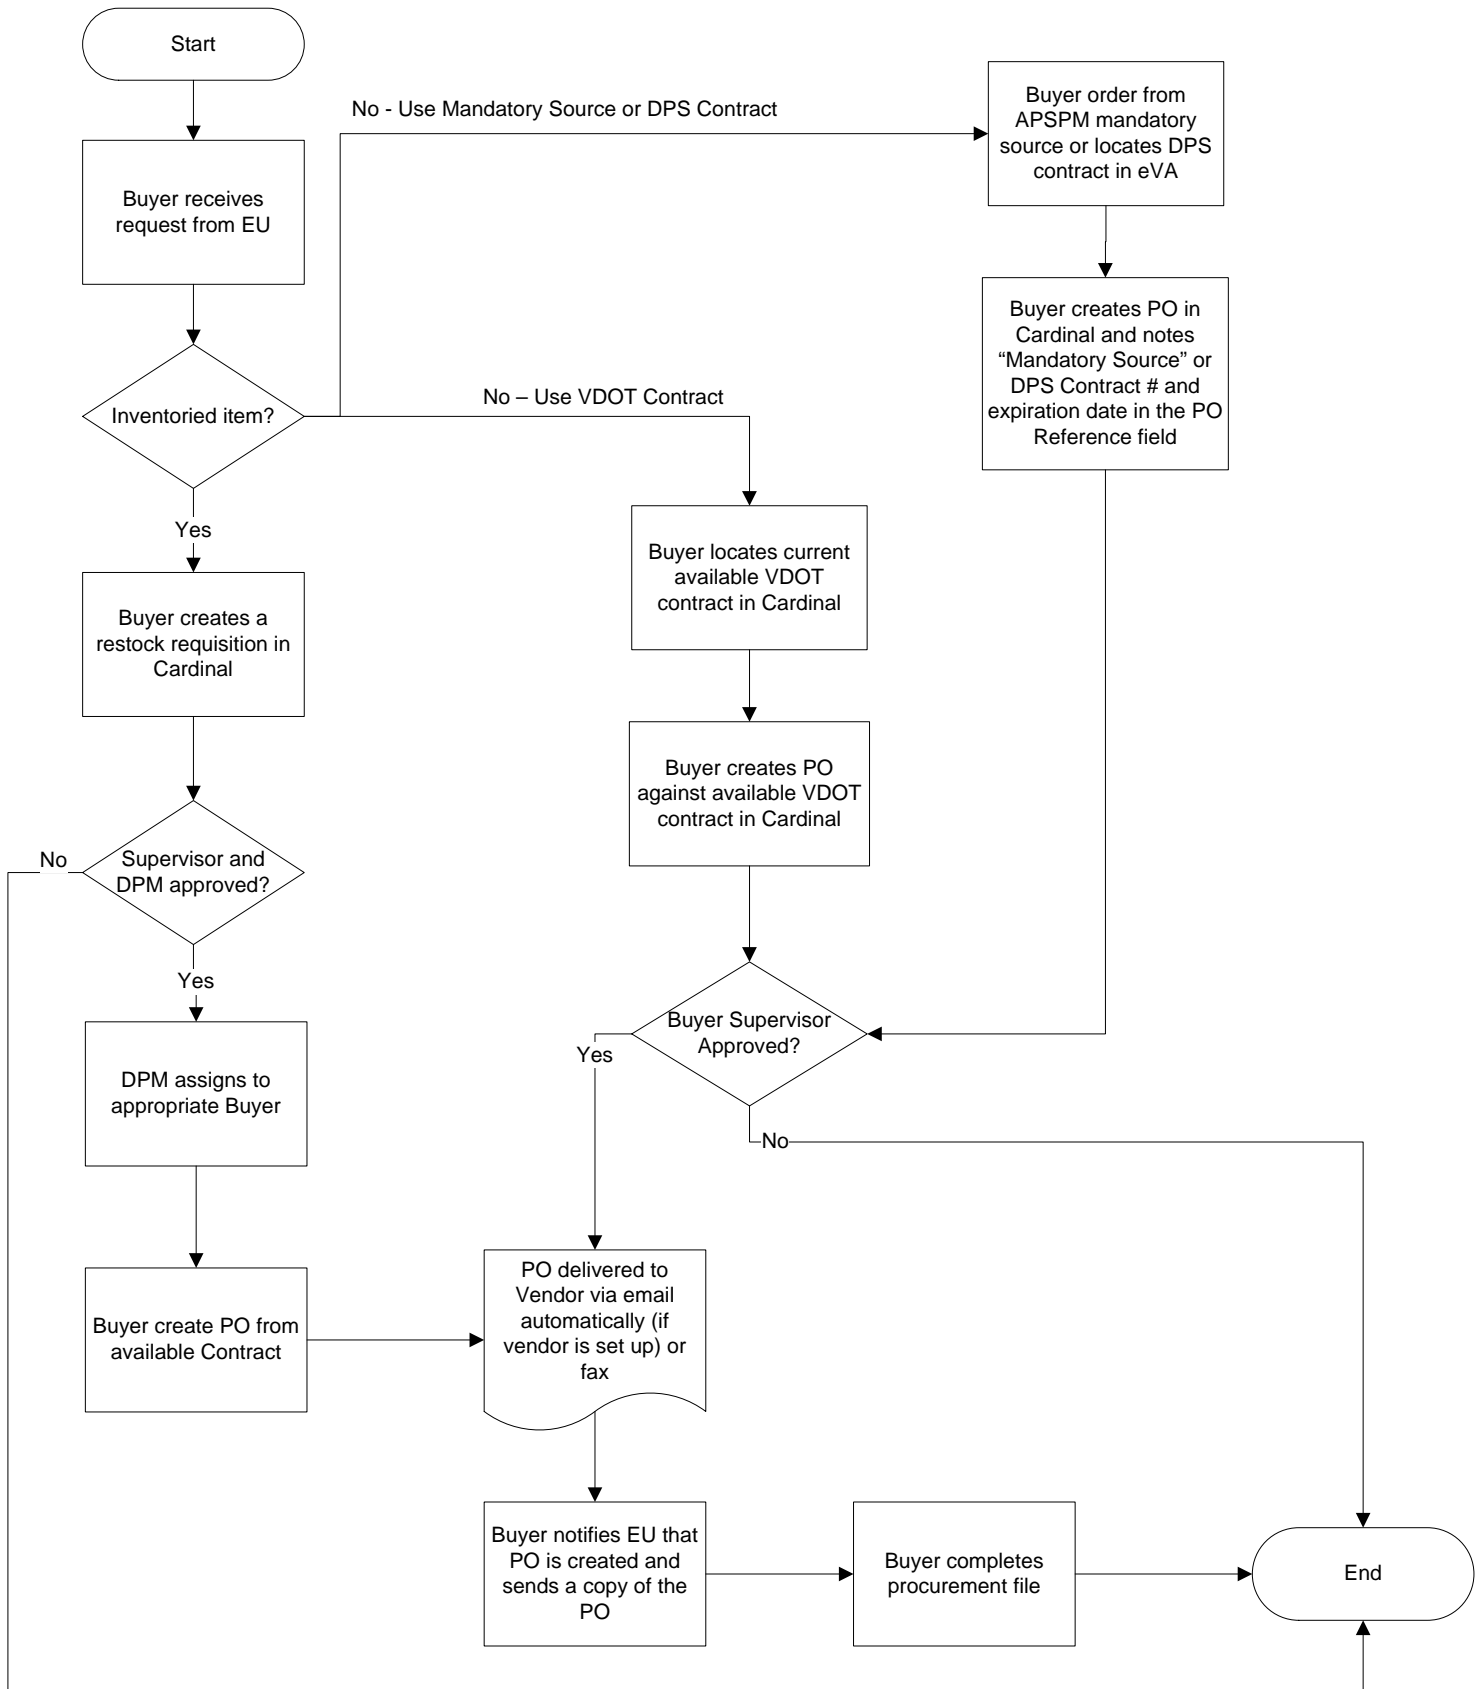 Start
No - Use Mandatory Source or DPS Contract
Buyer order from
APSPM mandatory
source or locates DPS
contract in eVA
Buyer receives
request from EU
Buyer creates PO in
Cardinal and notes
“Mandatory Source” or
DPS Contract # and
expiration date in the PO
Reference field
Inventoried item?
No – Use VDOT Contract
Yes
Buyer locates current
available VDOT
contract in Cardinal
Buyer creates a
restock requisition in
Cardinal
Buyer creates PO
against available VDOT
contract in Cardinal
No
Supervisor and
DPM approved?
Yes
Buyer Supervisor
Approved?
Yes
No
DPM assigns to
appropriate Buyer
Buyer create PO from
available Contract
PO delivered to
Vendor via email
automatically (if
vendor is set up) or
fax
Buyer notifies EU that
PO is created and
sends a copy of the
PO
Buyer completes
procurement file
End